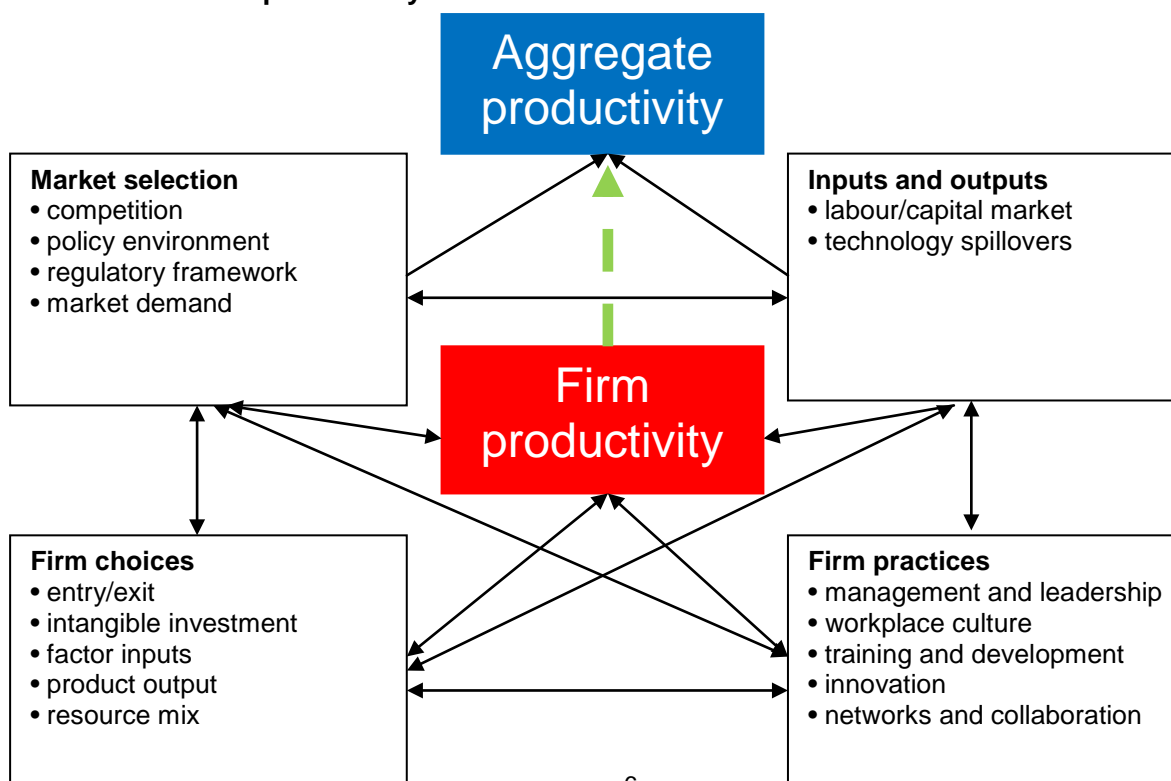 Aggregate
productivity
Market selection
• competition
• policy environment
• regulatory framework
• market demand
Inputs and outputs
• labour/capital market
• technology spillovers
Firm
productivity
Firm choices
• entry/exit
• intangible investment
• factor inputs
• product output
• resource mix
Firm practices
• management and leadership
• workplace culture
• training and development
• innovation
• networks and collaboration